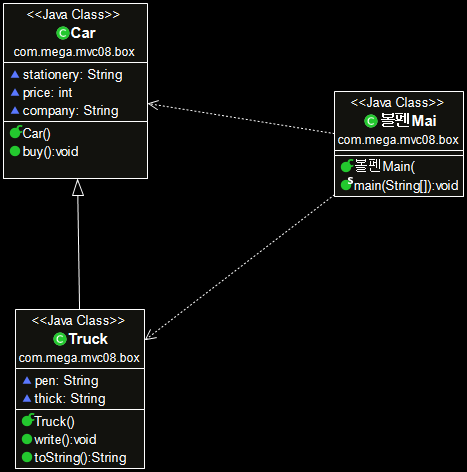 <<Java Class>>
Car
com.mega.mvc08.box
stationery: String
price: int
company: String
Car()
buy():void
<<Java Class>>
볼펜Mai
com.mega.mvc08.box
볼펜Main(
main(String[]):void
<<Java Class>>
Truck
com.mega.mvc08.box
pen: String
thick: String
Truck()
write():void
toString():String